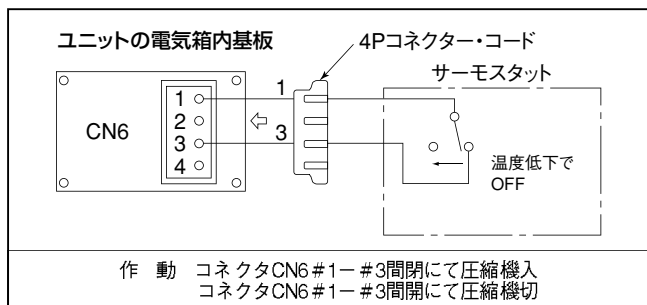 ユニットの電気箱内基板
4Pコネクター・コード
サーモスタット
CN6
1
2
3
4
1
3
温度低下で
OFF
作 動 コネクタCN6#1-#3間閉にて圧縮機入
コネクタCN6#1-#3間開にて圧縮機切